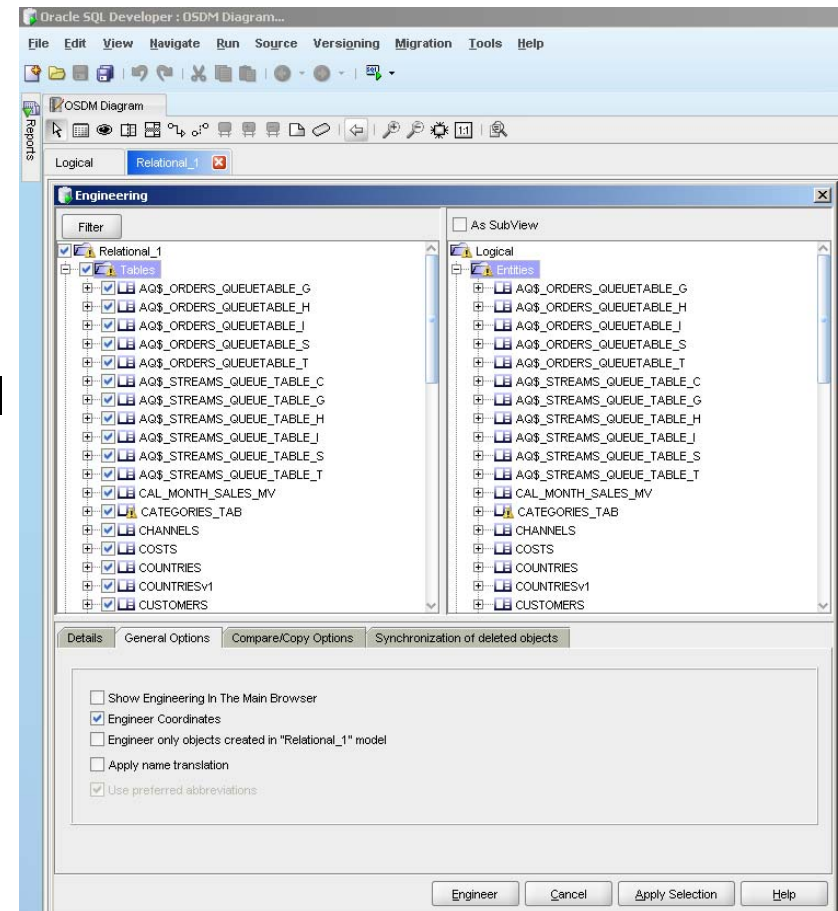 Oracle SQL Developer : OSDM Diagram...
File Edit View Navigate Run Source Versioning Migration Tools Help
OSDM Diagram
Reports
1:1
Logical Relational_1
Engineering
Filter
As SubView
Relational_1
Tables
AQ$_ORDERS_QUEUETABLE_G
AQ$_ORDERS_QUEUETABLE_H
AQ$_ORDERS_QUEUETABLE_I
AQ$_ORDERS_QUEUETABLE_S
AQ$_ORDERS_QUEUETABLE_T
AQ$_STREAMS_QUEUE_TABLE_C
AQ$_STREAMS_QUEUE_TABLE_G
AQ$_STREAMS_QUEUE_TABLE_H
AQ$_STREAMS_QUEUE_TABLE_I
AQ$_STREAMS_QUEUE_TABLE_S
AQ$_STREAMS_QUEUE_TABLE_T
CAL_MONTH_SALES_MV
CATEGORIES_TAB
CHANNELS
COSTS
COUNTRIES
COUNTRIESv1
CUSTOMERS
Logical
Entities
AQ$_ORDERS_QUEUETABLE_G
AQ$_ORDERS_QUEUETABLE_H
AQ$_ORDERS_QUEUETABLE_I
AQ$_ORDERS_QUEUETABLE_S
AQ$_ORDERS_QUEUETABLE_T
AQ$_STREAMS_QUEUE_TABLE_C
AQ$_STREAMS_QUEUE_TABLE_G
AQ$_STREAMS_QUEUE_TABLE_H
AQ$_STREAMS_QUEUE_TABLE_I
AQ$_STREAMS_QUEUE_TABLE_S
AQ$_STREAMS_QUEUE_TABLE_T
CAL_MONTH_SALES_MV
CATEGORIES_TAB
CHANNELS
COSTS
COUNTRIES
COUNTRIESv1
CUSTOMERS
Details General Options Compare/Copy Options Synchronization of deleted objects
Show Engineering In The Main Browser
Engineer Coordinates
Engineer only objects created in "Relational_1" model
Apply name translation
Use preferred abbreviations
Engineer Cancel Apply Selection Help